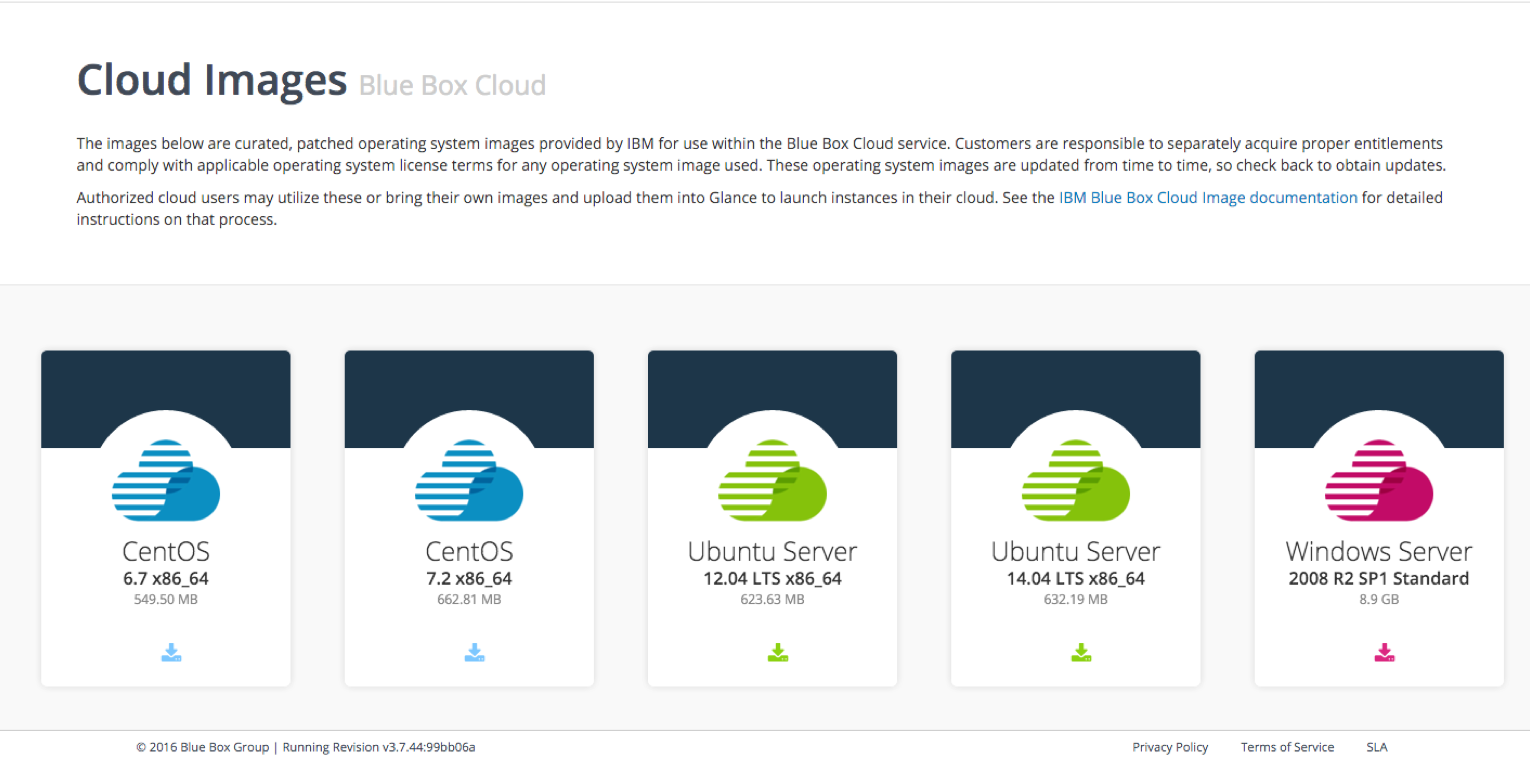 Cloud Images Blue Box Cloud
The images below are curated, patched operating system images provided by IBM for use within the Blue Box Cloud service. Customers are responsible to separately acquire proper entitlements
and comply with applicable operating system license terms for any operating system image used. These operating system images are updated from time to time, so check back to obtain updates.
Authorized cloud users may utilize these or bring their own images and upload them into Glance to launch instances in their cloud. See the IBM Blue Box Cloud Image documentation for detailed
instructions on that process.
CentOS
6.7 x86_64
549.50 MB
CentOS
7.2 x86_64
662.81 MB
Ubuntu Server
12.04 LTS x86_64
623.63 MB
Ubuntu Server
14.04 LTS x86_64
632.19 MB
Windows Server
2008 R2 SP1 Standard
8.9 GB
© 2016 Blue Box Group | Running Revision v3.7.44:99bb06a
Privacy Policy Terms of Service SLA